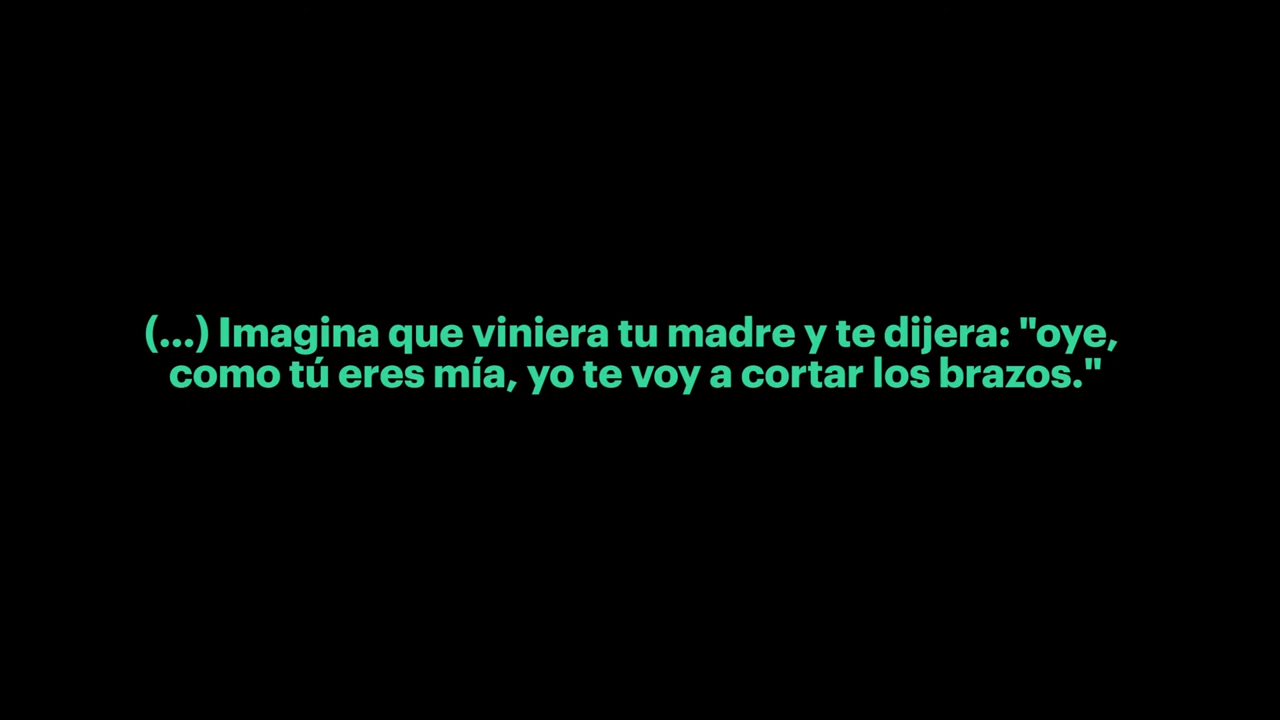 (...) Imagina que viniera tu madre y te dijera: "oye,
como tú eres mía, yo te voy a cortar los brazos."